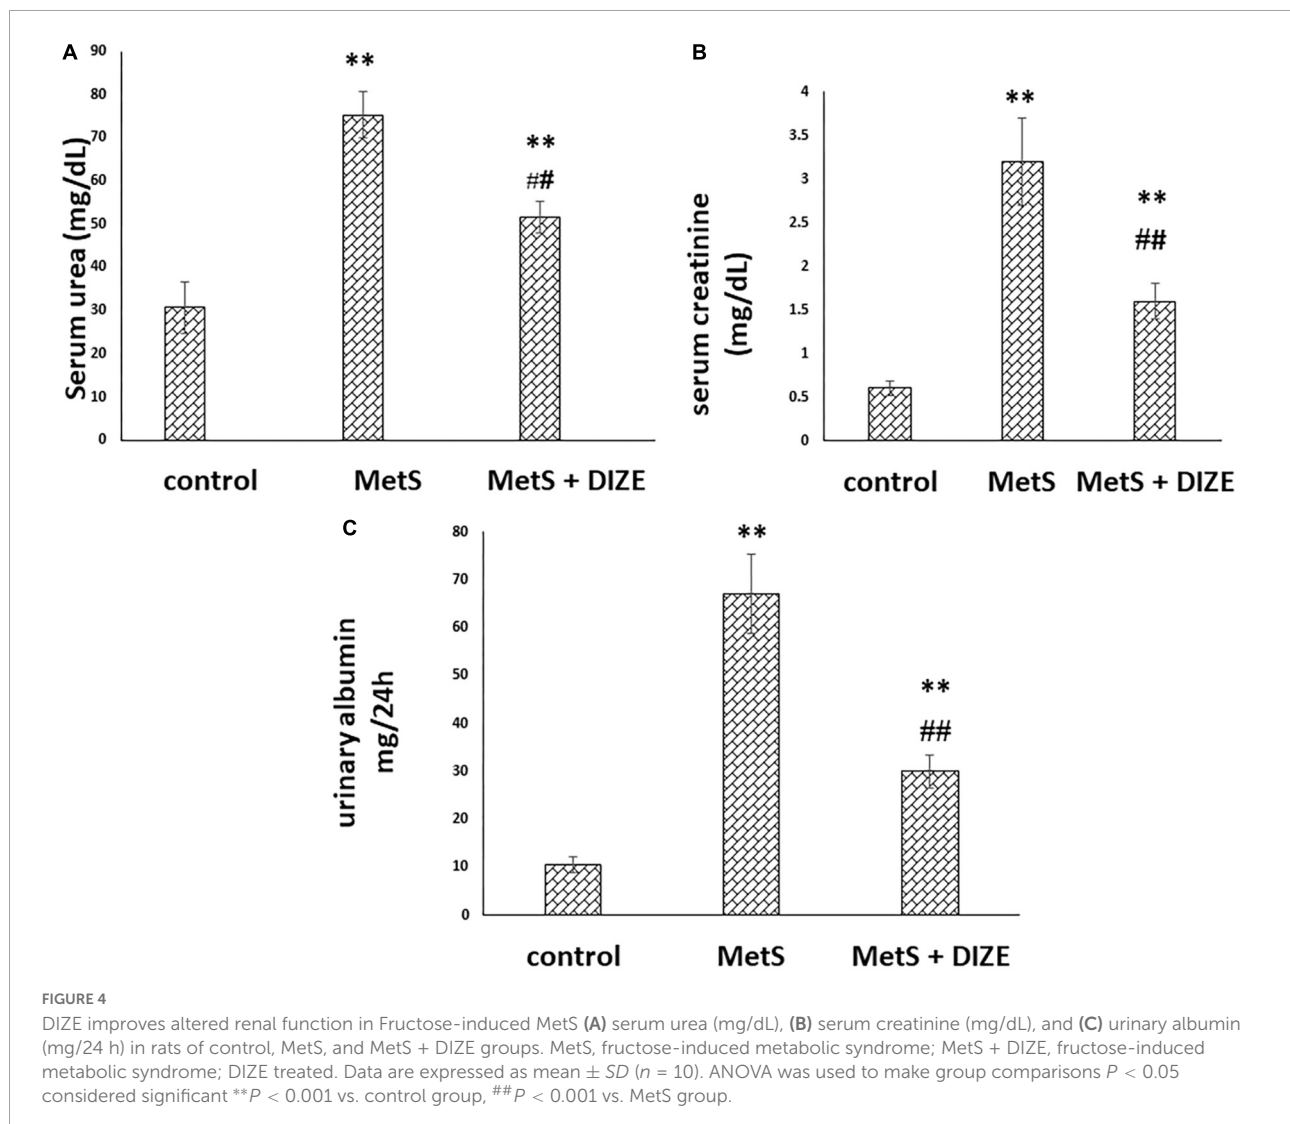 A
90
80
70
60
50
40
30
20
10
0
Serum urea (mg/dL)
**
**
##
control MetS MetS + DIZE
B
4
3.5
3
2.5
2
1.5
1
0.5
0
serum creatinine
(mg/dL)
**
**
##
control MetS MetS + DIZE
C
80
70
60
50
40
30
20
10
0
urinary albumin
mg/24h
**
**
##
control MetS MetS + DIZE
FIGURE 4
DIZE improves altered renal function in Fructose-induced MetS (A) serum urea (mg/dL), (B) serum creatinine (mg/dL), and (C) urinary albumin
(mg/24 h) in rats of control, MetS, and MetS + DIZE groups. MetS, fructose-induced metabolic syndrome; MetS + DIZE, fructose-induced
metabolic syndrome; DIZE treated. Data are expressed as mean ± SD (n = 10). ANOVA was used to make group comparisons P < 0.05
considered significant **P < 0.001 vs. control group, ##P < 0.001 vs. MetS group.